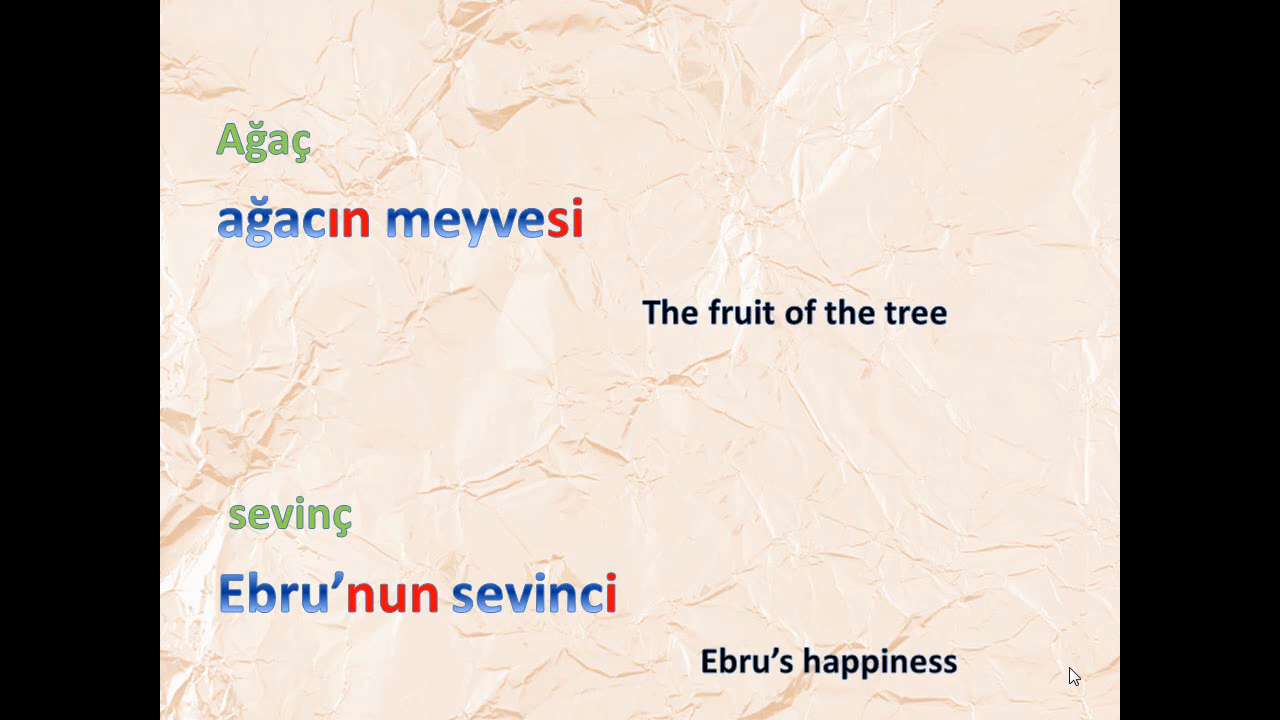 Ağaç
ağacın meyvesi
The fruit of the tree
sevinç
Ebru’nun sevinci
Ebru’s happiness